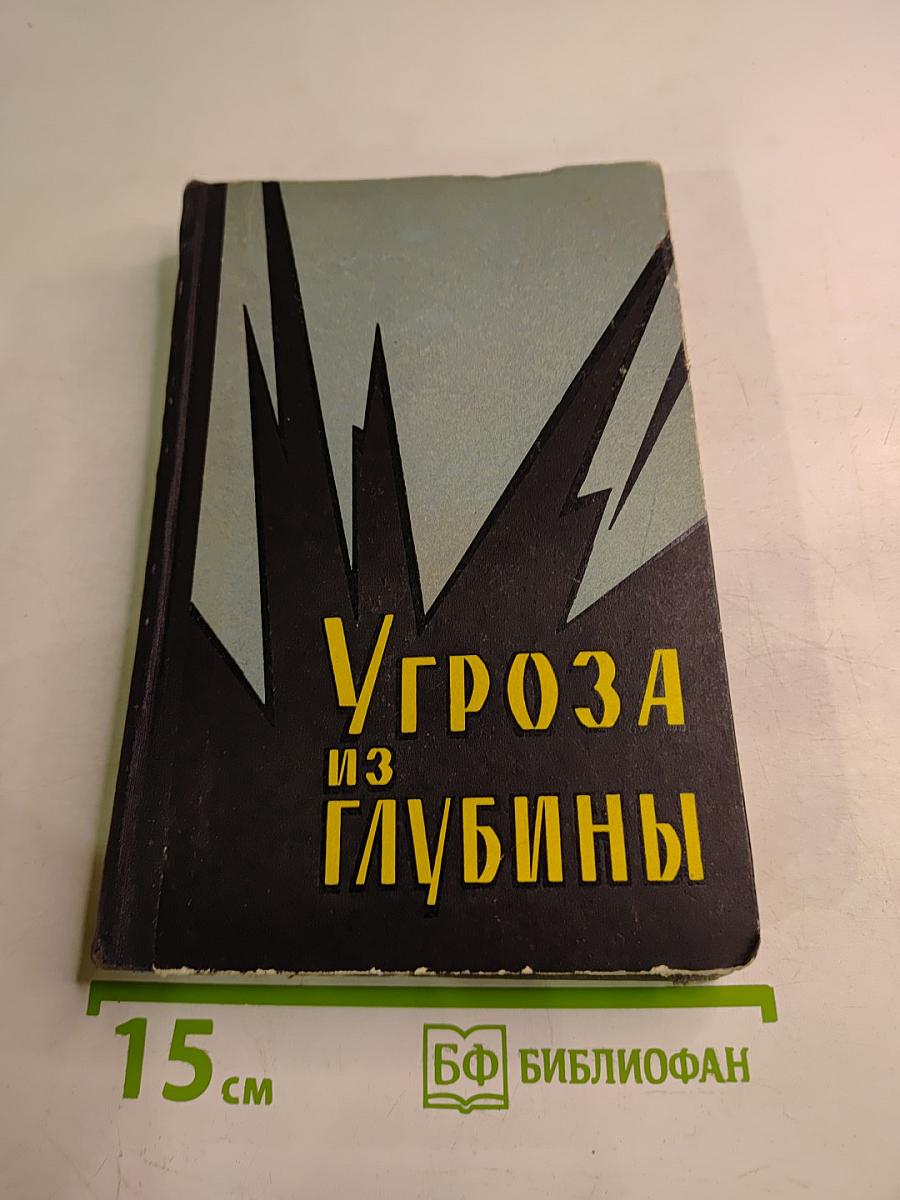 Угроза
из
глубины
15 см
БФ БИБЛИОФАН